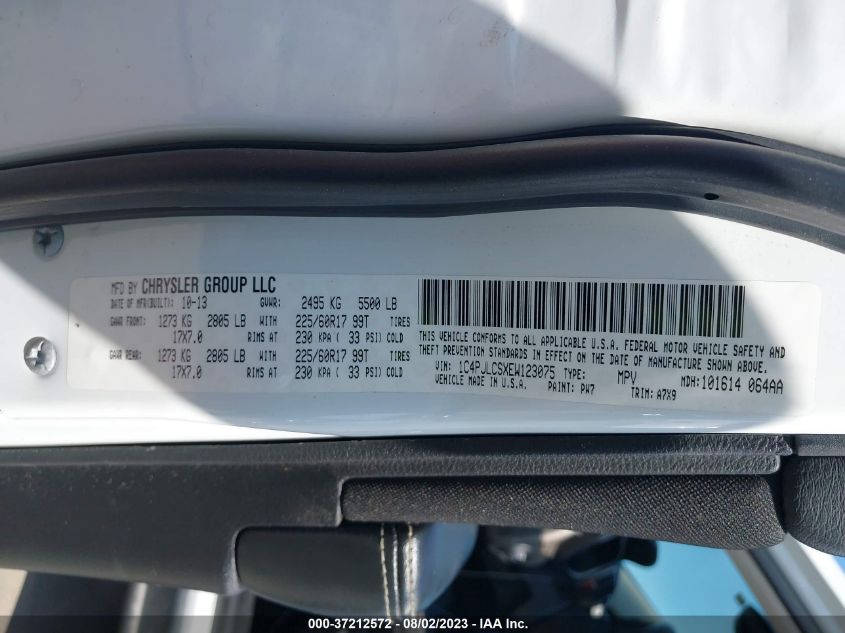 MFD BY CHRYSLER GROUP LLC
DATE OF MFR(BUILT): 10-13 GVWR: 2495 KG 5500 LB
GAWR FRONT: 1273 KG 2805 LB WITH 225/60R17 99T TIRES
17X7.0 RIMS AT 230 KPA ( 33 PSI) COLD
GAWR REAR: 1273 KG 2805 LB WITH 225/60R17 99T TIRES
17X7.0 RIMS AT 230 KPA ( 33 PSI) COLD
THIS VEHICLE CONFORMS TO ALL APPLICABLE U.S.A. FEDERAL MOTOR VEHICLE SAFETY AND
THEFT PREVENTION STANDARDS IN EFFECT ON THE DATE OF MANUFACTURE SHOWN ABOVE.
VIN: 1C4PJLCSXEW123075 TYPE: MPV MDH:101614 064AA
VEHICLE MADE IN U.S.A. PAINT: PW7 TRIM: A7X9
000-37212572 - 08/02/2023 - ©COPYRIGHT IAA, LLC. - 1/1